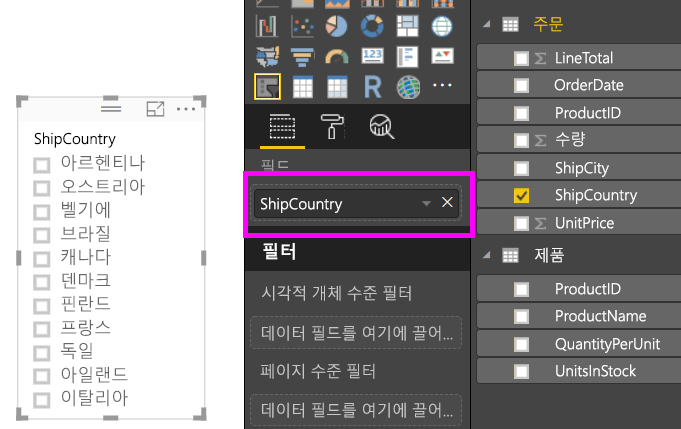 ShipCountry
아르헨티나
오스트리아
벨기에
브라질
캐나다
덴마크
핀란드
프랑스
독일
아일랜드
이탈리아
123
R
필드
ShipCountry
필터
시각적 개체 수준 필터
데이터 필드를 여기에 끌어...
페이지 수준 필터
데이터 필드를 여기에 끌어...
주문
LineTotal
OrderDate
ProductID
수량
ShipCity
ShipCountry
UnitPrice
제품
ProductID
ProductName
QuantityPerUnit
UnitsInStock